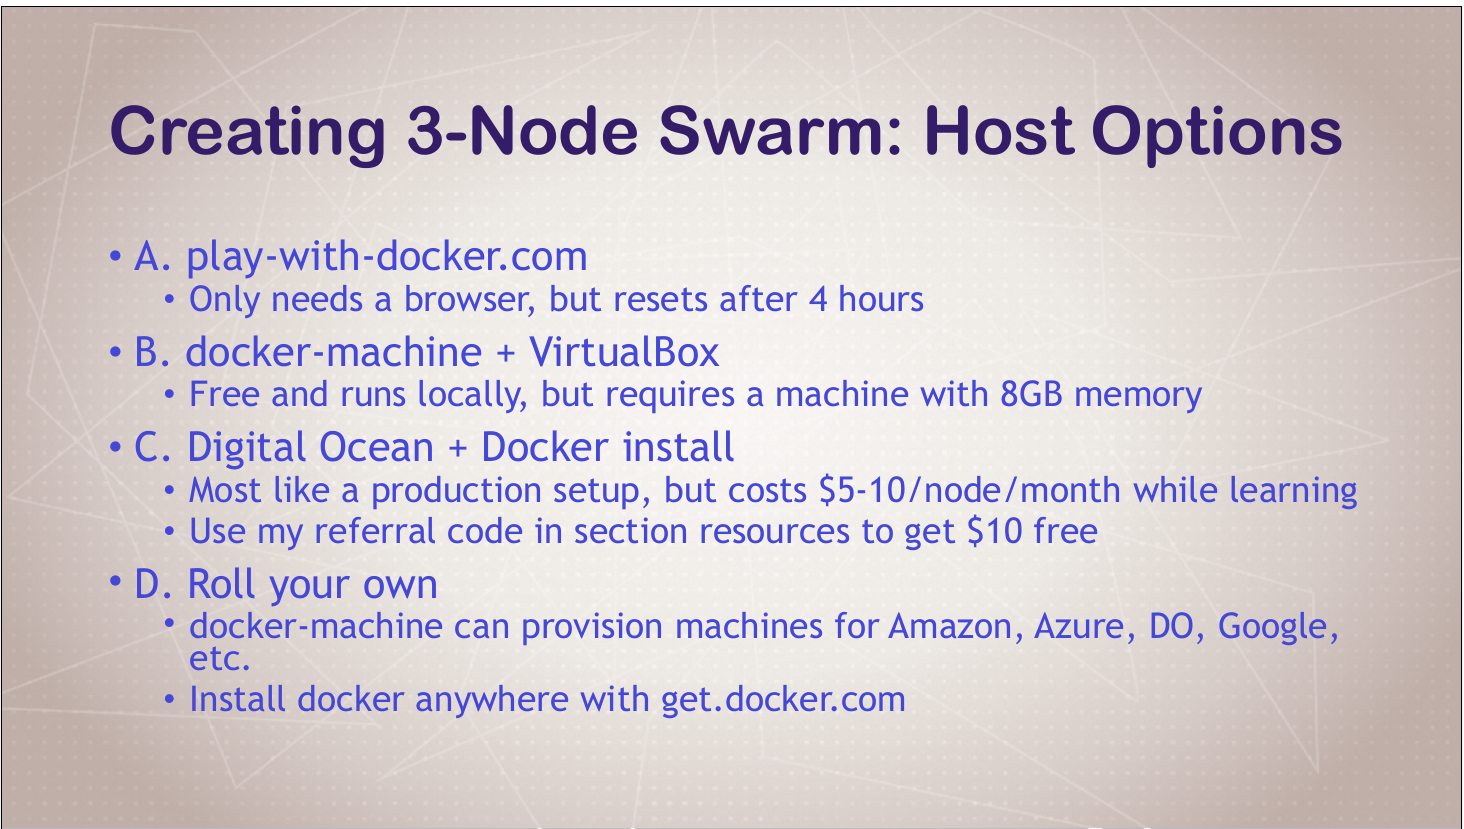 Creating 3-Node Swarm: Host Options
• A. play-with-docker.com
• Only needs a browser, but resets after 4 hours
• B. docker-machine + VirtualBox
• Free and runs locally, but requires a machine with 8GB memory
• C. Digital Ocean + Docker install
• Most like a production setup, but costs $5-10/node/month while learning
• Use my referral code in section resources to get $10 free
• D. Roll your own
• docker-machine can provision machines for Amazon, Azure, DO, Google,
etc.
• Install docker anywhere with get.docker.com